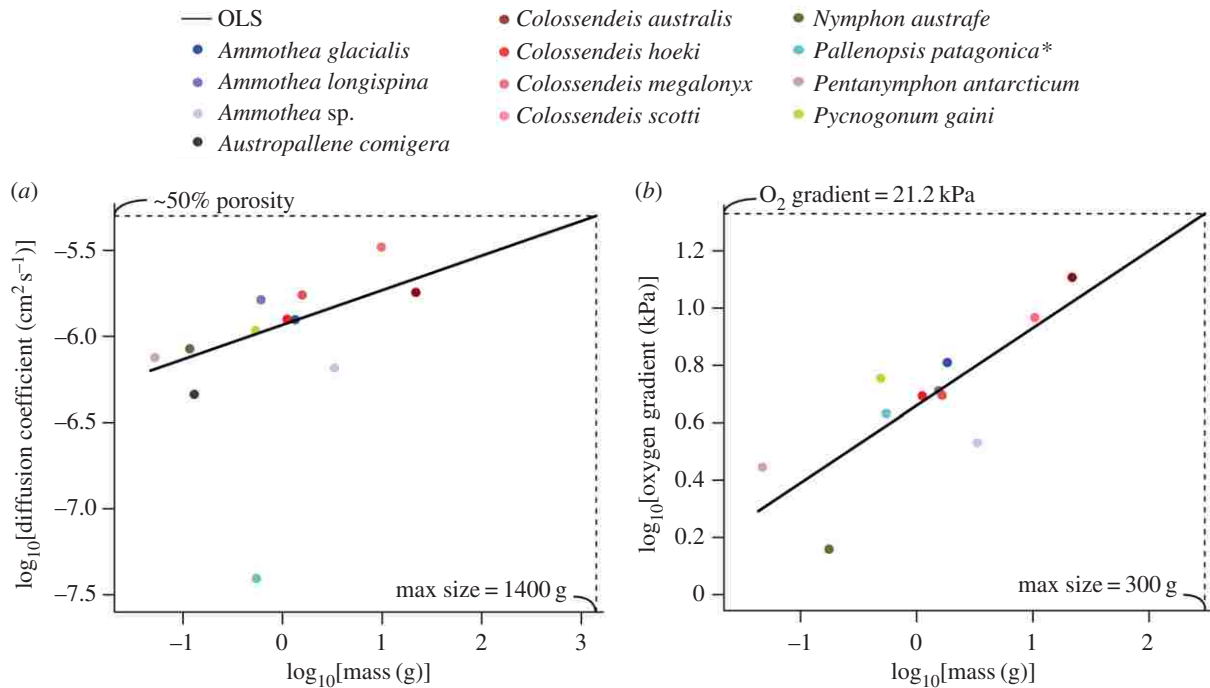 OLS
Ammothea glacialis
Ammothea longispina
Ammothea sp.
Austropallene comigera
Colossendeis australis
Colossendeis hoeki
Colossendeis megalonyx
Colossendeis scotti
Nymphon austrafe
Pallenopsis patagonica*
Pentanymphon antarcticum
Pycnogonum gaini
(a)
~50% porosity
log10[diffusion coefficient (cm² s⁻¹)]
−5.5
−6.0
−6.5
−7.0
−7.5
max size = 1400 g
−1 0 1 2 3
log10[mass (g)]
(b)
O2 gradient = 21.2 kPa
log10[oxygen gradient (kPa)]
1.2
1.0
0.8
0.6
0.4
0.2
0
max size = 300 g
−1 0 1 2
log10[mass (g)]